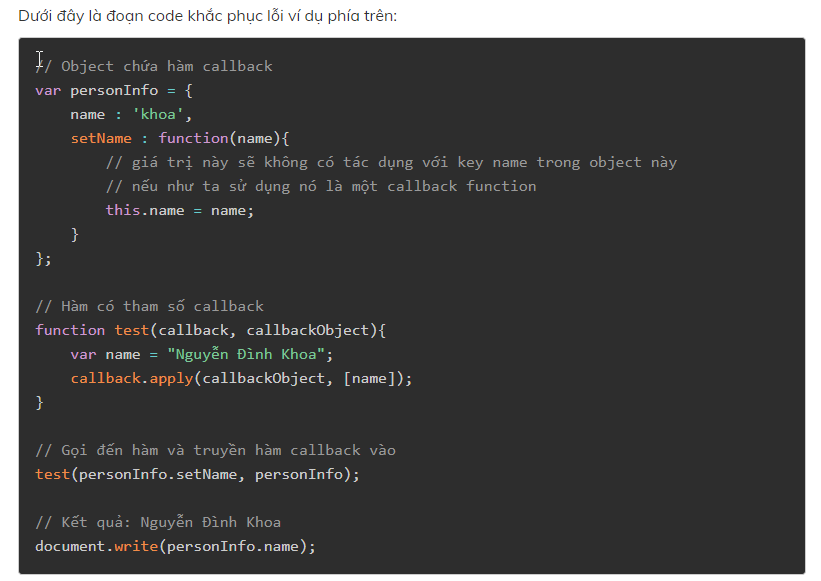 Dưới đây là đoạn code khắc phục lỗi ví dụ phía trên:
// Object chứa hàm callback
var personInfo = {
    name : 'khoa',
    setName : function(name){
        // giá trị này sẽ không có tác dụng với key name trong object này
        // nếu như ta sử dụng nó là một callback function
        this.name = name;
    }
};
// Hàm có tham số callback
function test(callback, callbackObject){
    var name = "Nguyễn Đình Khoa";
    callback.apply(callbackObject, [name]);
}
// Gọi đến hàm và truyền hàm callback vào
test(personInfo.setName, personInfo);
// Kết quả: Nguyễn Đình Khoa
document.write(personInfo.name);